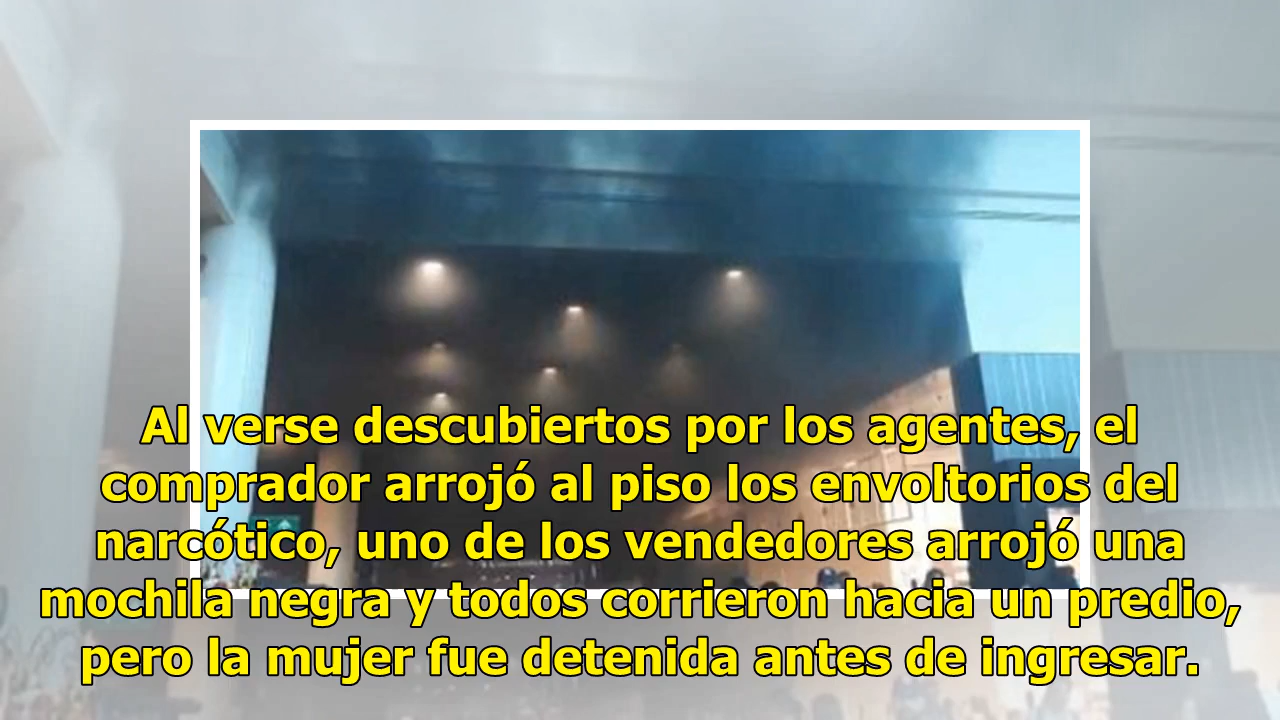 Al verse descubiertos por los agentes, el
comprador arrojó al piso los envoltorios del
narcótico, uno de los vendedores arrojó una
mochila negra y todos corrieron hacia un predio,
pero la mujer fue detenida antes de ingresar.